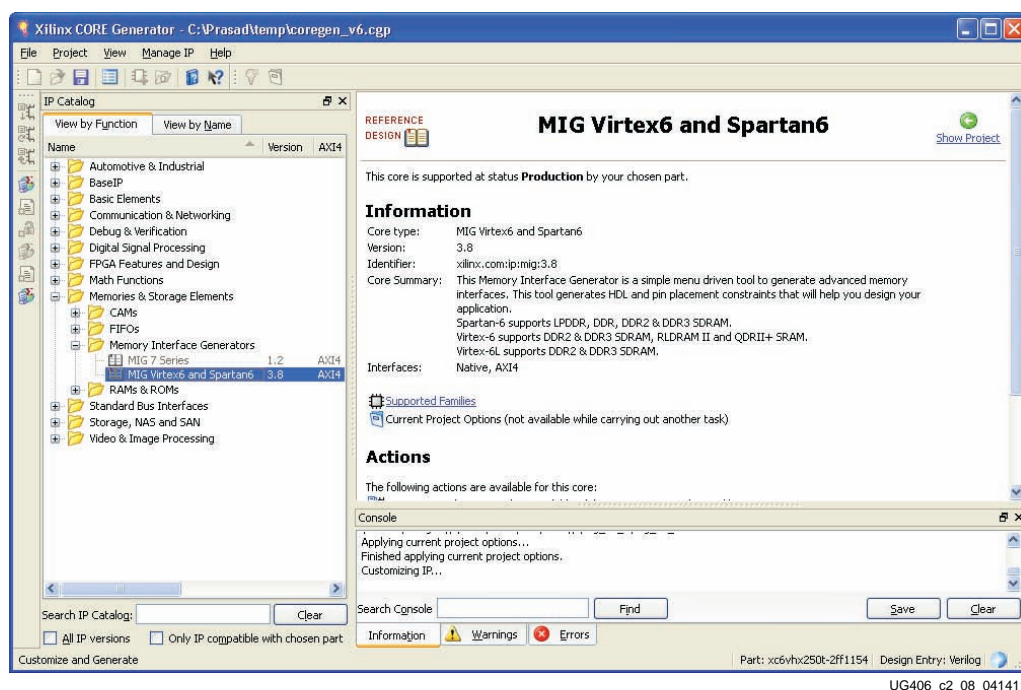 Xilinx CORE Generator - C:\Prasad\temp\coregen_v6.cgp
File Project View Manage IP Help
IP Catalog
View by Function View by Name
Name Version AXI4
Automotive & Industrial
BaseIP
Basic Elements
Communication & Networking
Debug & Verification
Digital Signal Processing
FPGA Features and Design
Math Functions
Memories & Storage Elements
CAMs
FIFOs
Memory Interface Generators
MIG 7 Series 1.2 AXI4
MIG Virtex6 and Spartan6 3.8 AXI4
RAMs & ROMs
Standard Bus Interfaces
Storage, NAS and SAN
Video & Image Processing
Search IP Catalog: Clear
All IP versions Only IP compatible with chosen part
REFERENCE
DESIGN
MIG Virtex6 and Spartan6
Show Project
This core is supported at status Production by your chosen part.
Information
Core type: MIG Virtex6 and Spartan6
Version: 3.8
Identifier: xilinx.com:ip:mig:3.8
Core Summary: This Memory Interface Generator is a simple menu driven tool to generate advanced memory
interfaces. This tool generates HDL and pin placement constraints that will help you design your
application.
Spartan-6 supports LPDDR, DDR, DDR2 & DDR3 SDRAM.
Virtex-6 supports DDR2 & DDR3 SDRAM, RLDRAM II and QDRII+ SRAM.
Virtex-6L supports DDR2 & DDR3 SDRAM.
Interfaces: Native, AXI4
Supported Families
Current Project Options (not available while carrying out another task)
Actions
The following actions are available for this core:
Console
Applying current project options...
Finished applying current project options.
Customizing IP...
Search Console Find Save Clear
Information Warnings Errors
Customize and Generate Part: xc6vhx250t-2ff1154 Design Entry: Verilog
UG406_c2_08_04141